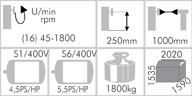 U/min
rpm
(16) 45-1800
250mm
1000mm
S1/400V
S6/400V
4,5PS/HP
5,5PS/HP
1800kg
2020
1535
1590